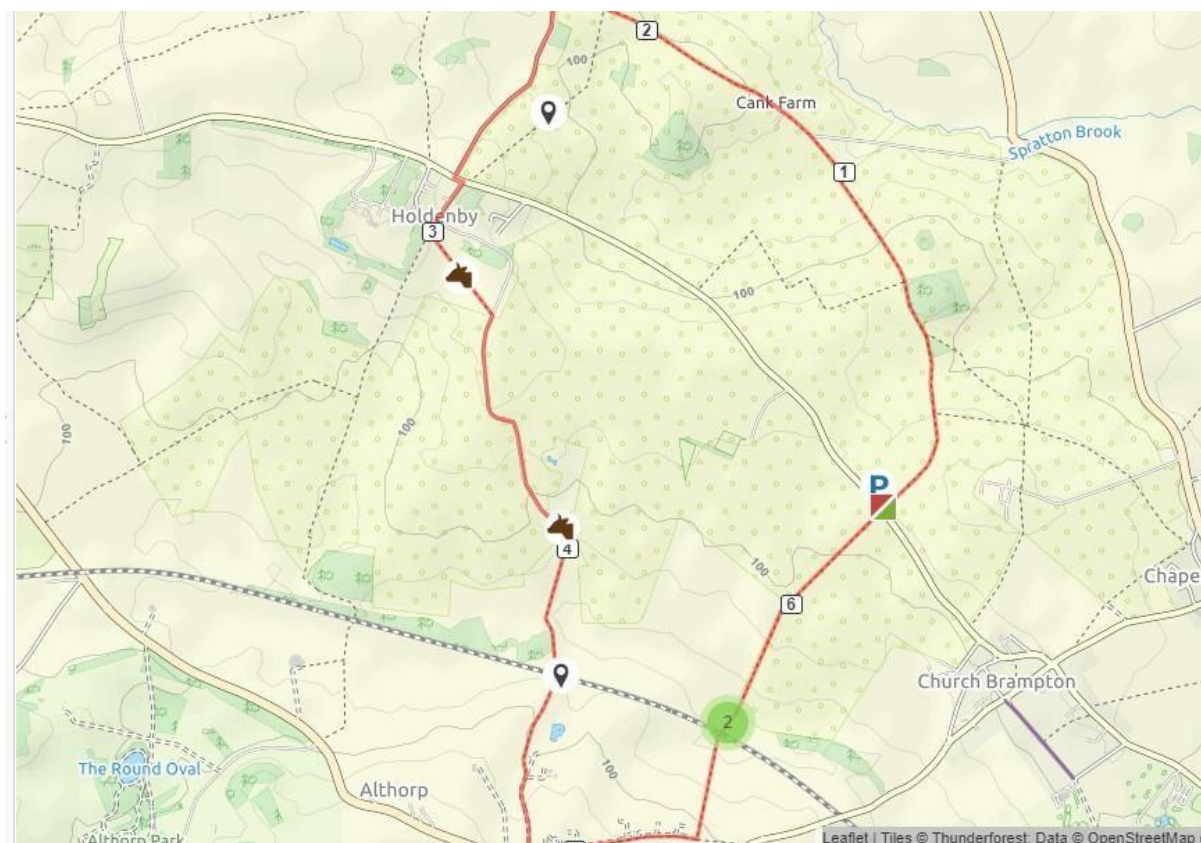 2
100
Cank Farm
Spratton Brook
1
Holdenby
3
100
100
100
P
4
100
6
Chape
Church Brampton
2
The Round Oval
100
Althorp
Althorp Park
Leaflet | Tiles © Thunderforest; Data © OpenStreetMap